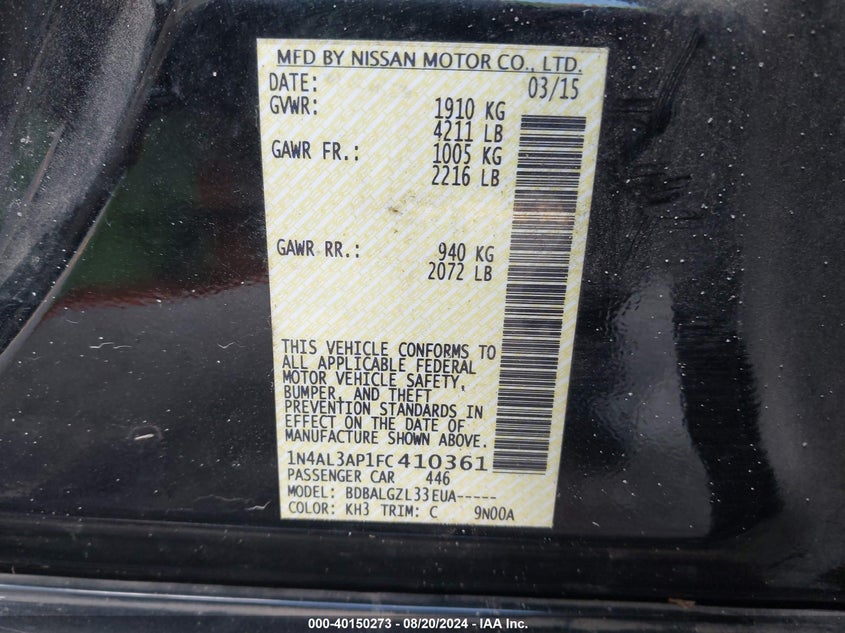 MFD BY NISSAN MOTOR CO., LTD.
DATE: 03/15
GVWR: 1910 KG
4211 LB
GAWR FR.: 1005 KG
2216 LB
GAWR RR.: 940 KG
2072 LB
THIS VEHICLE CONFORMS TO
ALL APPLICABLE FEDERAL
MOTOR VEHICLE SAFETY,
BUMPER, AND THEFT
PREVENTION STANDARDS IN
EFFECT ON THE DATE OF
MANUFACTURE SHOWN ABOVE.
1N4AL3AP1FC410361
PASSENGER CAR 446
MODEL: BDBALGZL33EUA-----
COLOR: KH3 TRIM: C 9N00A
000-40150273 - 08/20/2024 - IAA Inc.